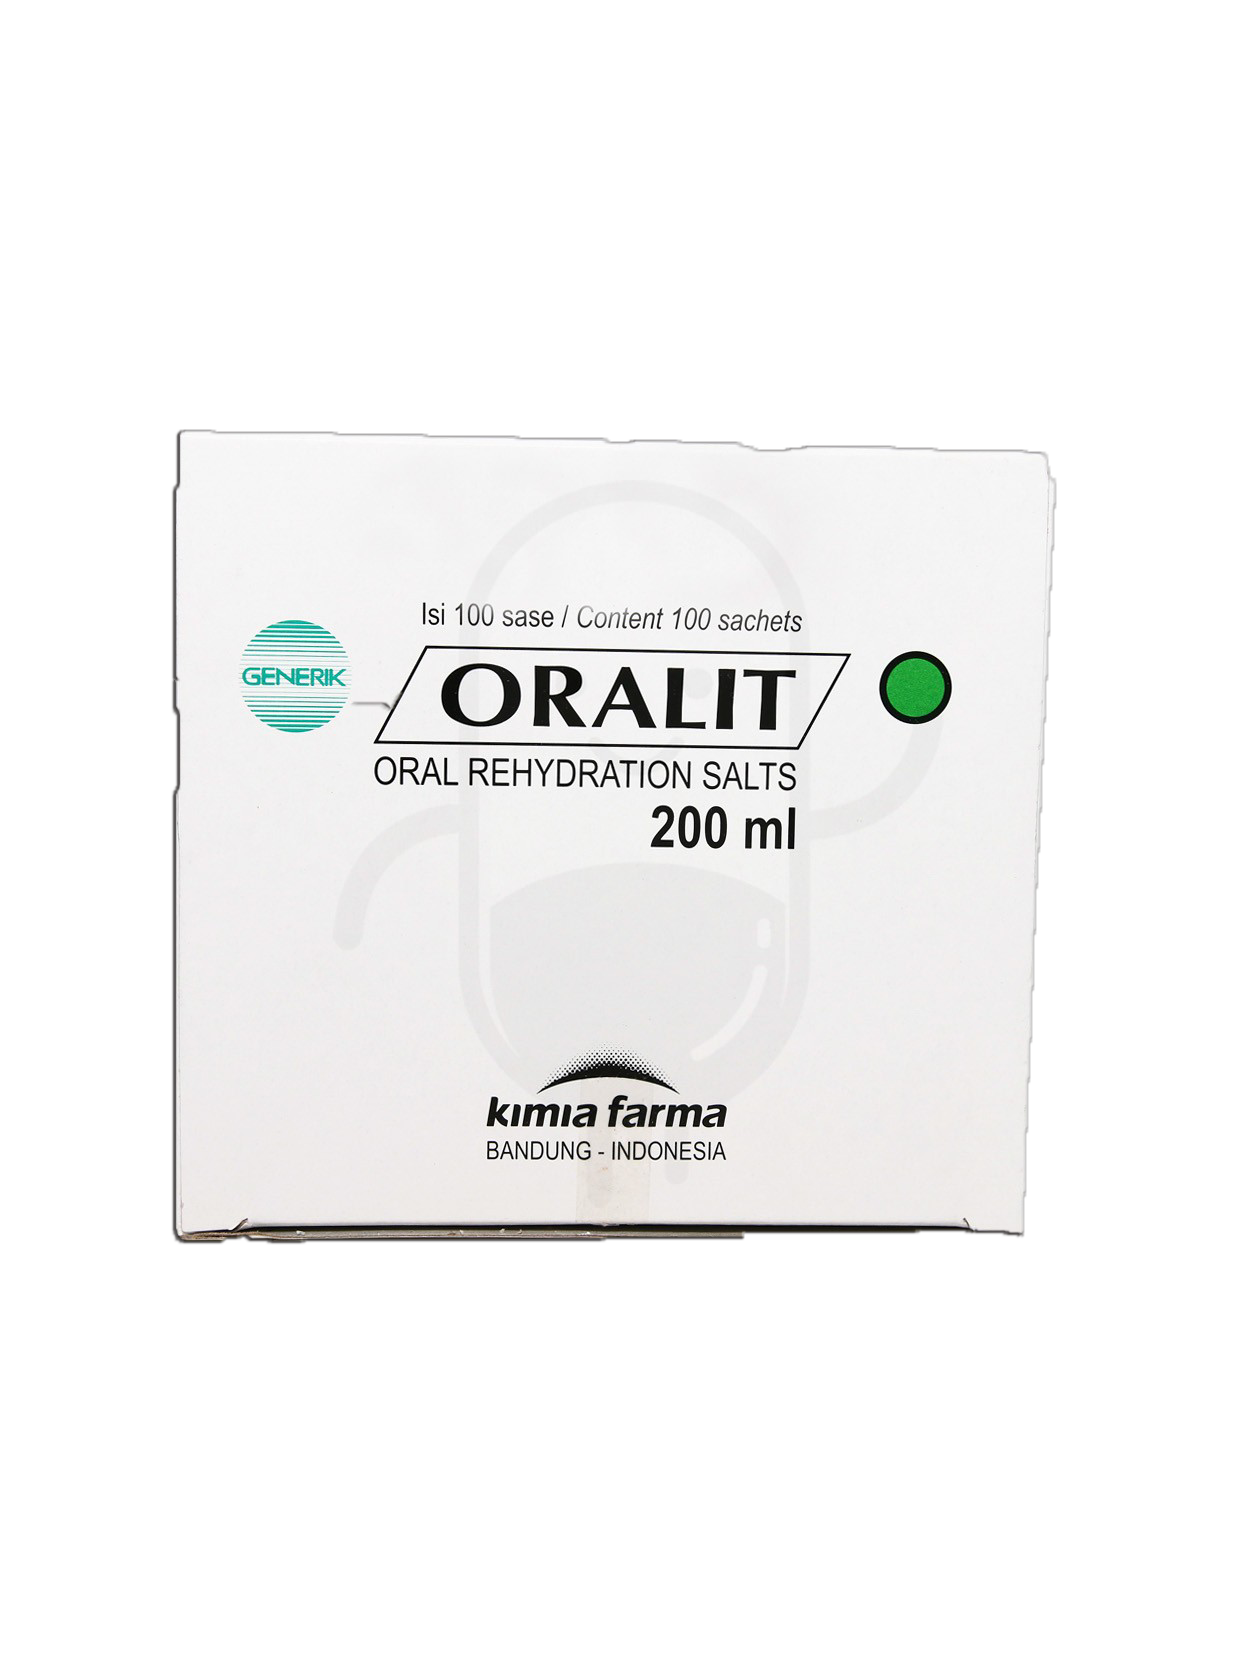 Isi 100 sase / Content 100 sachets
GENERIK
ORALIT
ORAL REHYDRATION SALTS
200 ml
kimia farma
BANDUNG - INDONESIA